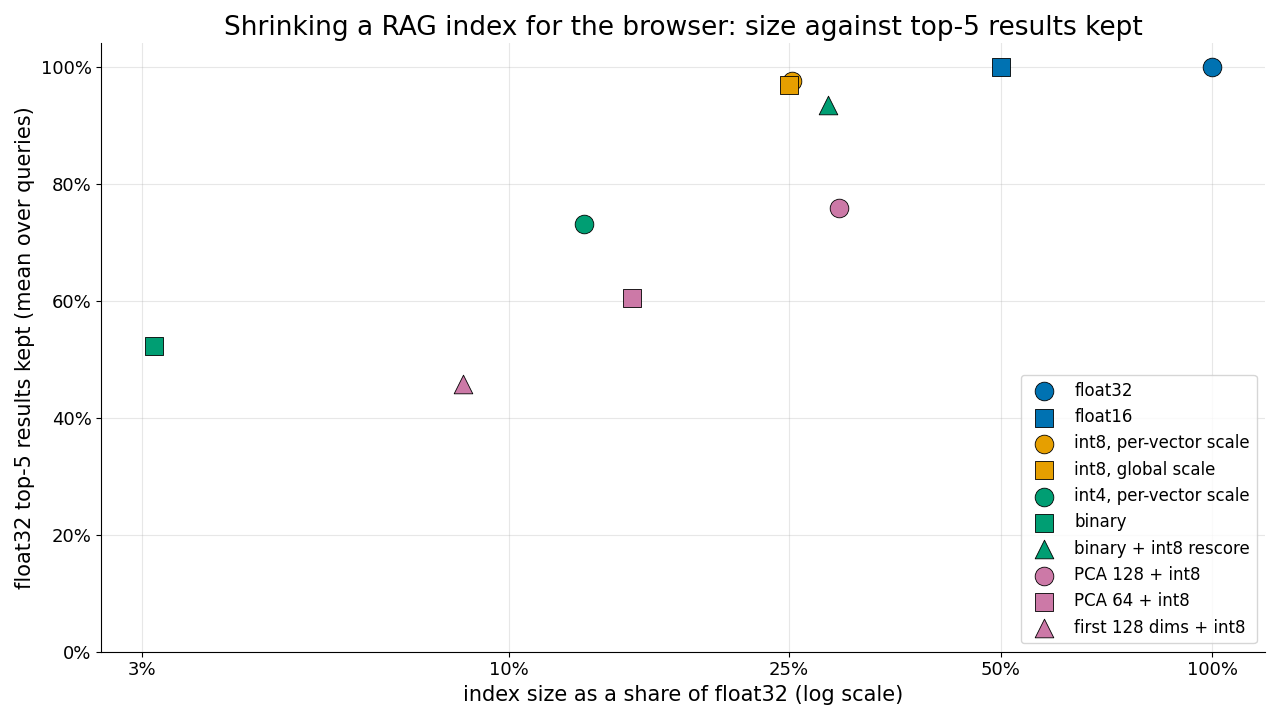 Shrinking a RAG index for the browser: size against top-5 results kept
float32 top-5 results kept (mean over queries)
100%
80%
60%
40%
20%
0%
float32
float16
int8, per-vector scale
int8, global scale
int4, per-vector scale
binary
binary + int8 rescore
PCA 128 + int8
PCA 64 + int8
first 128 dims + int8
3%
10%
25%
50%
100%
index size as a share of float32 (log scale)